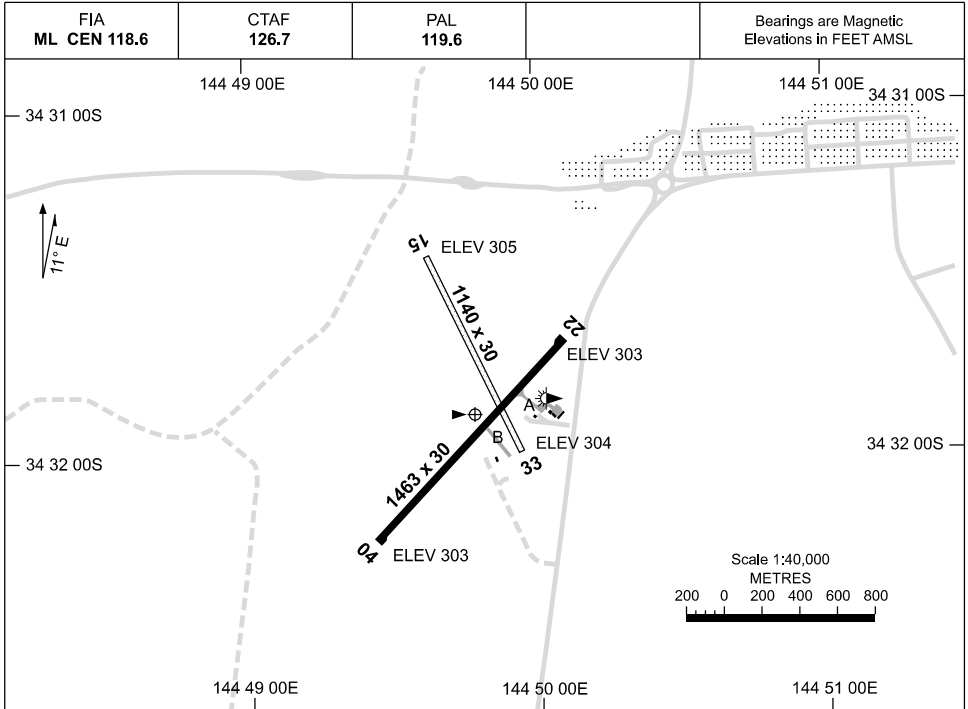 FIA
ML CEN 118.6
CTAF
126.7
PAL
119.6
Bearings are Magnetic
Elevations in FEET AMSL
144 49 00E
144 50 00E
144 51 00E
34 31 00S
34 31 00S
11° E
15
ELEV 305
1140 x 30
22
ELEV 303
A
B
ELEV 304
33
34 32 00S
34 32 00S
1463 x 30
04
ELEV 303
Scale 1:40,000
METRES
200 0 200 400 600 800
144 49 00E
144 50 00E
144 51 00E